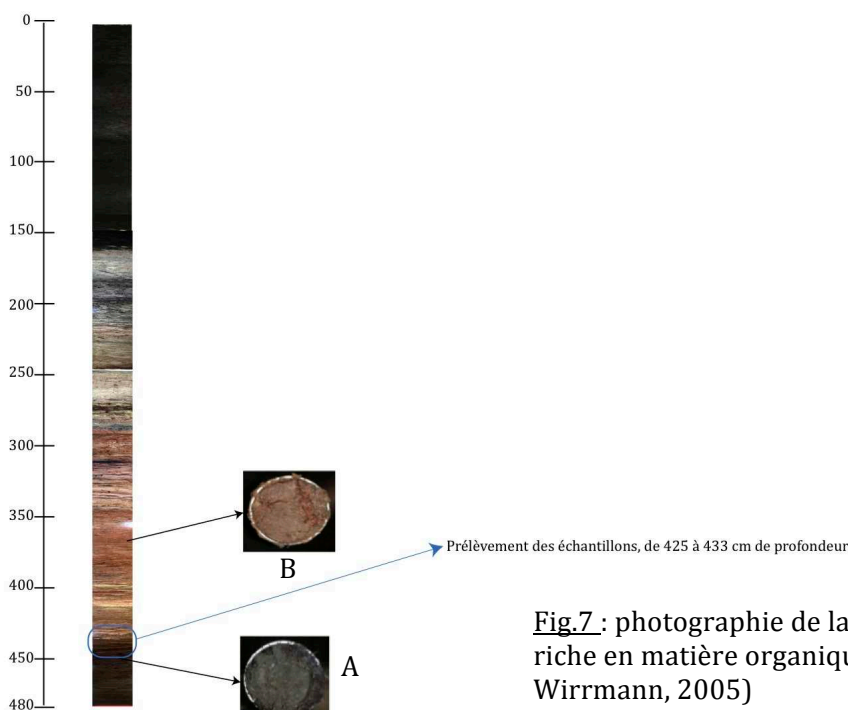 0
50
100
150
200
250
300
350
400
450
480
B
Prélèvement des échantillons, de 425 à 433 cm de profondeur
A
Fig.7 : photographie de la
riche en matière organiqu
Wirrmann, 2005)